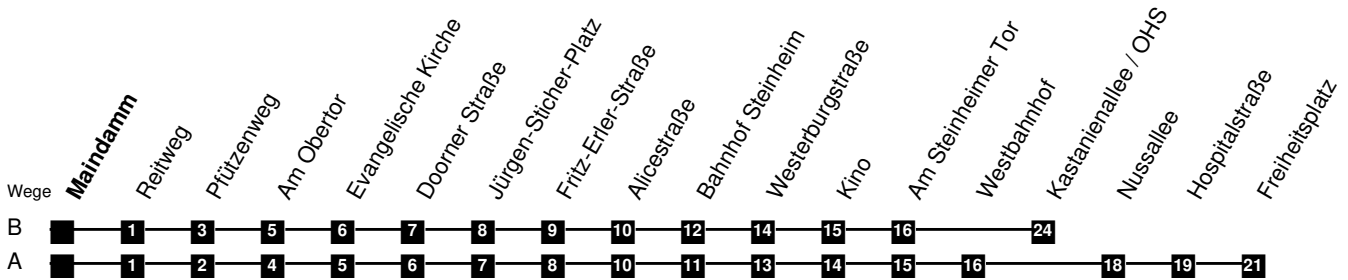 Maindamm
Reitweg
Pfützenweg
Am Obertor
Evangelische Kirche
Doorner Straße
Jürgen-Sticher-Platz
Fritz-Erler-Straße
Alicestraße
Bahnhof Steinheim
Westerburgstraße
Kino
Am Steinheimer Tor
Westbahnhof
Kastanienallee / OHS
Nussallee
Hospitalstraße
Freiheitsplatz
Wege
B 1 3 5 6 7 8 9 10 12 14 15 16 24
A 1 2 4 5 6 7 8 10 11 13 14 15 16 18 19 21